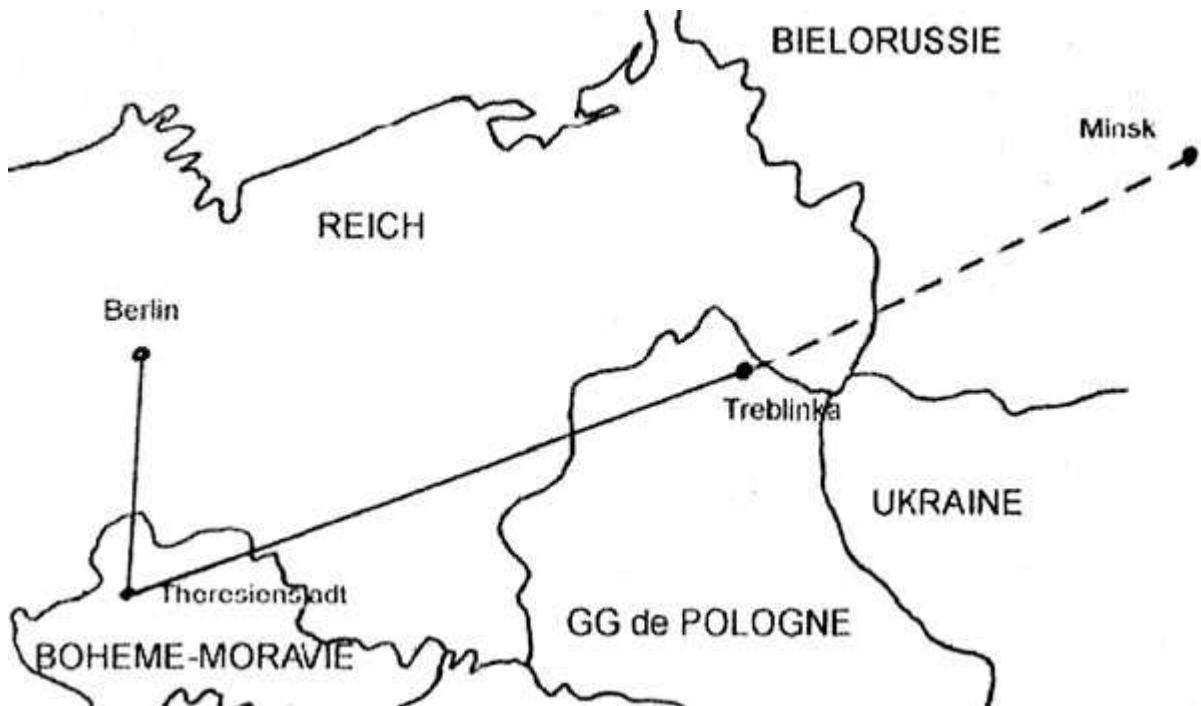 BIELORUSSIE
Minsk
REICH
Berlin
Treblinka
UKRAINE
Theresienstadt
GG de POLOGNE
BOHEME-MORAVIE